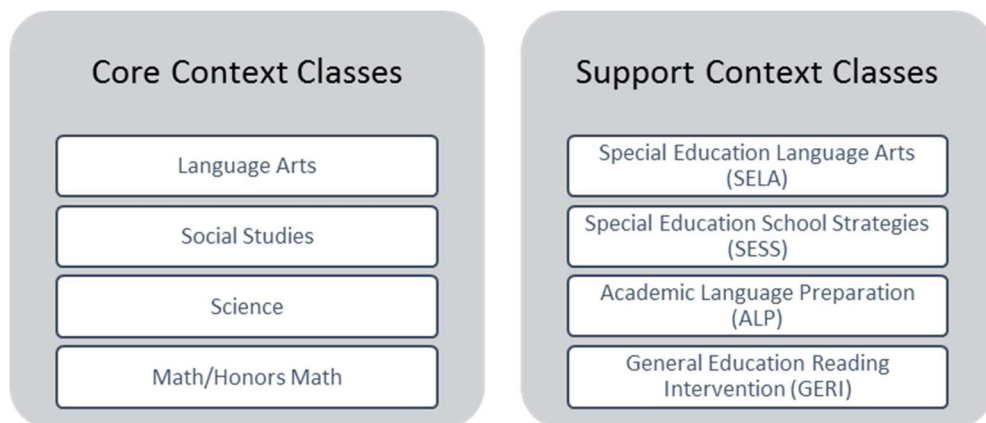 Core Context Classes
Language Arts
Social Studies
Science
Math/Honors Math
Support Context Classes
Special Education Language Arts
(SELA)
Special Education School Strategies
(SESS)
Academic Language Preparation
(ALP)
General Education Reading
Intervention (GERI)